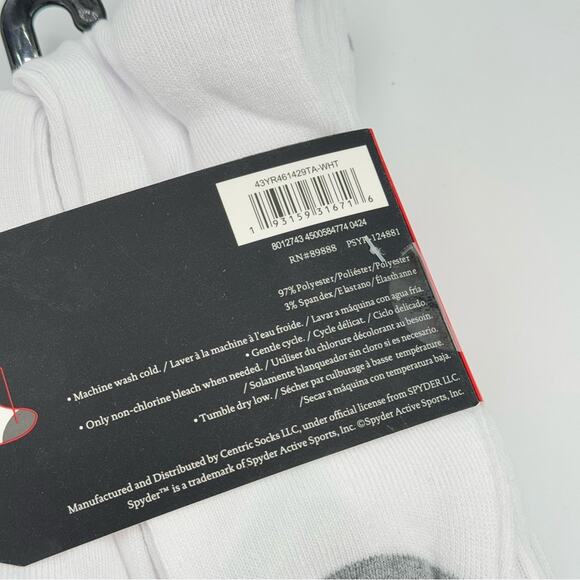 43YR461429TA-WHT
1 93159 31671 6
8012743 4500584774 0424
RN#89888 PSYT-124881
97% Polyester/Poliéster/Polyester
3% Spandex/Elastano/Élasthanne
• Machine wash cold. / Laver à la machine à l'eau froide. / Lavar a máquina con agua fría.
• Gentle cycle. / Cycle délicat. / Ciclo delicado.
• Only non-chlorine bleach when needed. / Utiliser du chlorure décolorant au besoin.
/ Solamente blanqueador sin cloro si es necesario.
• Tumble dry low. / Sécher par culbutage à basse température.
/Secar a máquina con temperatura baja.
Manufactured and Distributed by Centric Socks LLC, under official license from SPYDER LLC.
Spyder™ is a trademark of Spyder Active Sports, Inc. ©Spyder Active Sports, Inc.